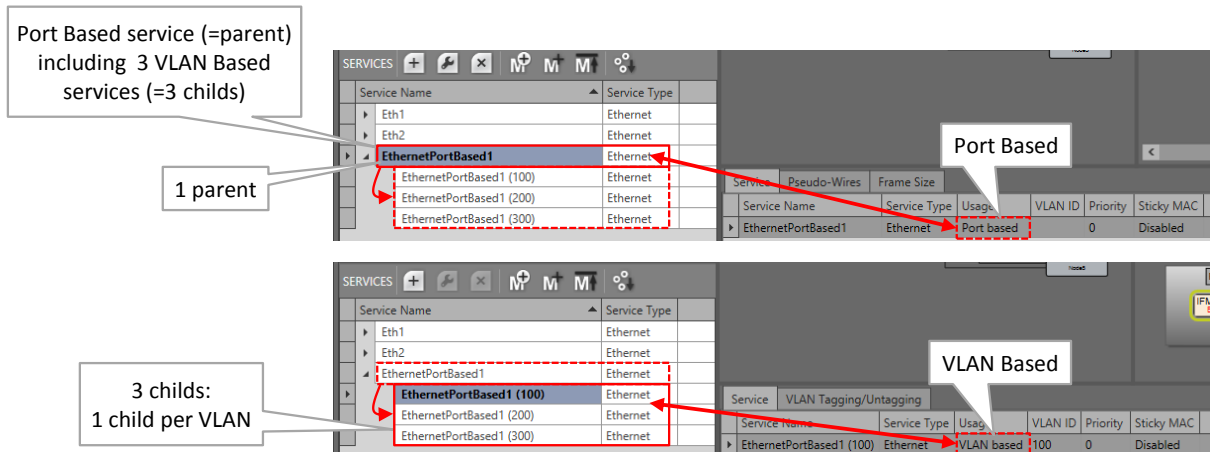 Port Based service (=parent)
including 3 VLAN Based
services (=3 childs)
1 parent
SERVICES
Service Name Service Type
Eth1 Ethernet
Eth2 Ethernet
EthernetPortBased1 Ethernet
EthernetPortBased1 (100) Ethernet
EthernetPortBased1 (200) Ethernet
EthernetPortBased1 (300) Ethernet
Port Based
Service Pseudo-Wires Frame Size
Service Name Service Type Usage VLAN ID Priority Sticky MAC
EthernetPortBased1 Ethernet Port based 0 Disabled
3 childs:
1 child per VLAN
SERVICES
Service Name Service Type
Eth1 Ethernet
Eth2 Ethernet
EthernetPortBased1 Ethernet
EthernetPortBased1 (100) Ethernet
EthernetPortBased1 (200) Ethernet
EthernetPortBased1 (300) Ethernet
VLAN Based
Service VLAN Tagging/Untagging
Service Name Service Type Usag VLAN ID Priority Sticky MAC
EthernetPortBased1 (100) Ethernet VLAN based 100 0 Disabled